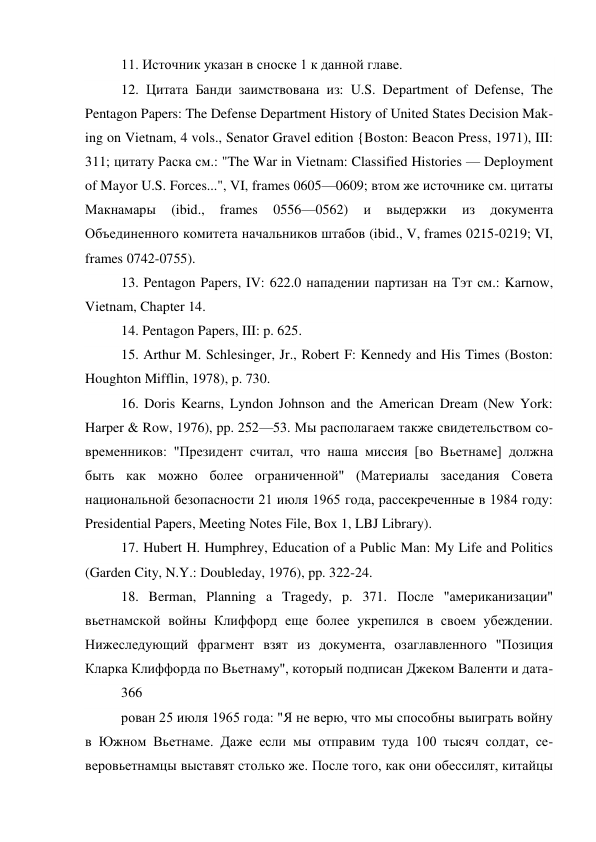 11. Источник указан в сноске 1 к данной главе.
12. Цитата Банди заимствована из: U.S. Department of Defense, The
Pentagon Papers: The Defense Department History of United States Decision Mak-
ing on Vietnam, 4 vols., Senator Gravel edition {Boston: Beacon Press, 1971), III:
311; цитату Раска см.: "The War in Vietnam: Classified Histories — Deployment
of Mayor U.S. Forces...", VI, frames 0605—0609; втом же источнике см. цитаты
Макнамары (ibid., frames 0556—0562) и выдержки из документа
Объединенного комитета начальников штабов (ibid., V, frames 0215-0219; VI,
frames 0742-0755).
13. Pentagon Papers, IV: 622.0 нападении партизан на Тэт см.: Karnow,
Vietnam, Chapter 14.
14. Pentagon Papers, III: p. 625.
15. Arthur M. Schlesinger, Jr., Robert F: Kennedy and His Times (Boston:
Houghton Mifflin, 1978), p. 730.
16. Doris Kearns, Lyndon Johnson and the American Dream (New York:
Harper & Row, 1976), pp. 252—53. Мы располагаем также свидетельством со-
временников: "Президент считал, что наша миссия [во Вьетнаме] должна
быть как можно более ограниченной" (Материалы заседания Совета
национальной безопасности 21 июля 1965 года, рассекреченные в 1984 году:
Presidential Papers, Meeting Notes File, Box 1, LBJ Library).
17. Hubert H. Humphrey, Education of a Public Man: My Life and Politics
(Garden City, N.Y.: Doubleday, 1976), pp. 322-24.
18. Berman, Planning a Tragedy, p. 371. После "американизации"
вьетнамской войны Клиффорд еще более укрепился в своем убеждении.
Нижеследующий фрагмент взят из документа, озаглавленного "Позиция
Кларка Клиффорда по Вьетнаму", который подписан Джеком Валенти и дата-
366
рован 25 июля 1965 года: "Я не верю, что мы способны выиграть войну
в Южном Вьетнаме. Даже если мы отправим туда 100 тысяч солдат, се-
веровьетнамцы выставят столько же. После того, как они обессилят, китайцы